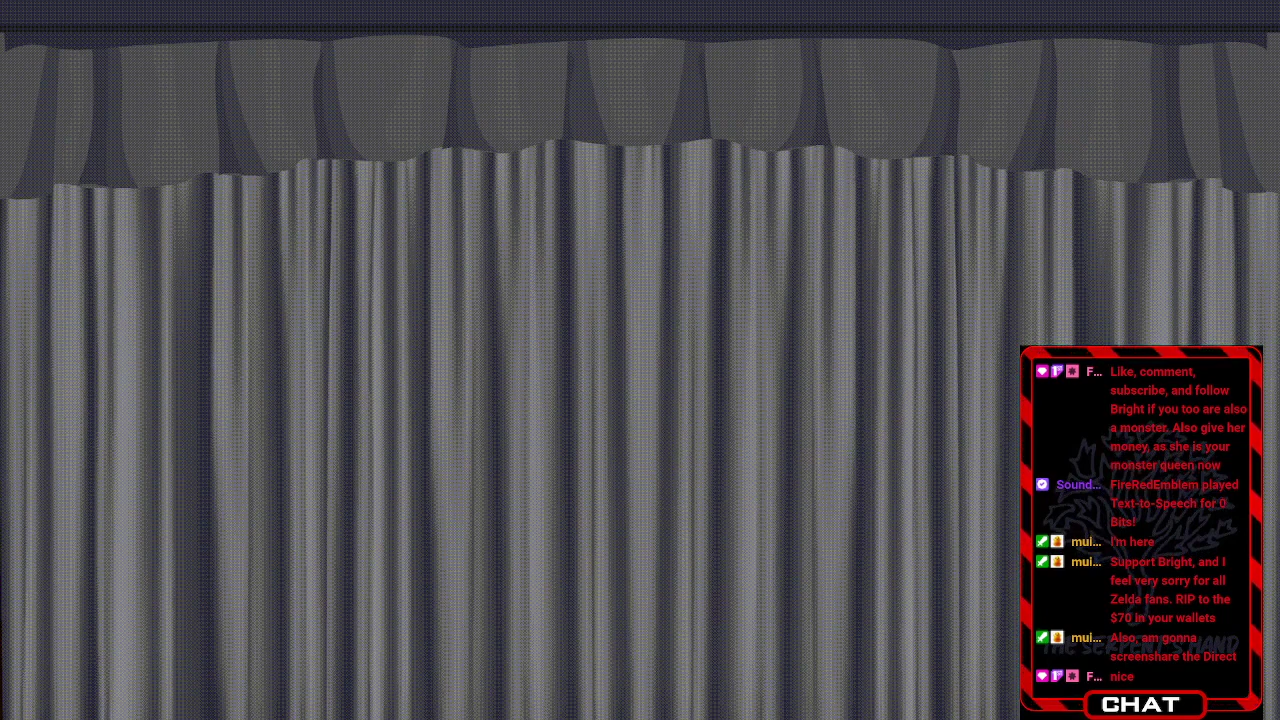 F... Like, comment,
subscribe, and follow
Bright if you too are also
a monster. Also give her
money, as she is your
monster queen now
Sound... FireRedEmblem played
Text-to-Speech for 0
Bits!
mul... I'm here
mul... Support Bright, and I
feel very sorry for all
Zelda fans. RIP to the
$70 in your wallets
mul... Also, am gonna
screenshare the Direct
THE SERPENT'S HAND
F... nice
CHAT